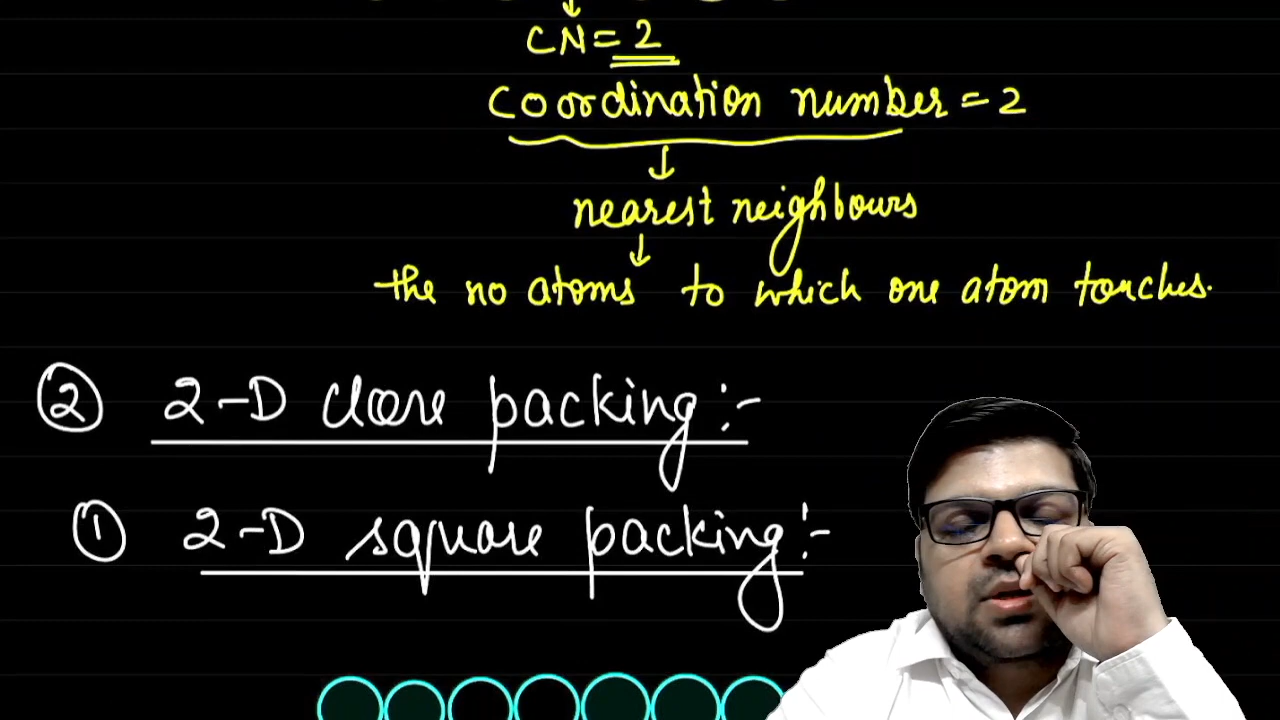 CN = 2
Coordination number = 2
nearest neighbours
the no atoms to which one atom touches.
② 2-D close packing :-
① 2-D square packing :-